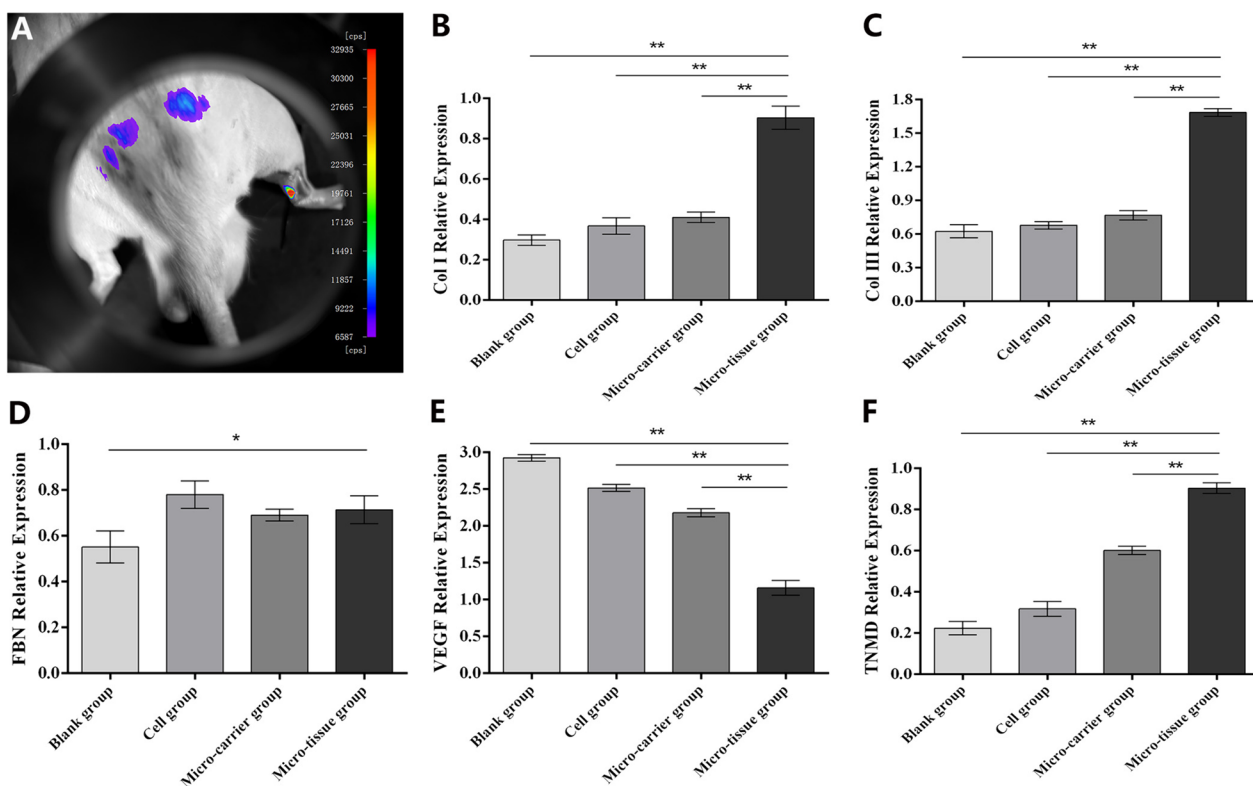 A
32935
30300
27665
25031
22396
19761
17126
14491
11857
9222
6587
[cps]
[cps]
B
**
**
**
Col I Relative Expression
1.0
0.8
0.6
0.4
0.2
0.0
Blank group
Cell group
Micro-carrier group
Micro-tissue group
C
**
**
**
Col III Relative Expression
1.8
1.5
1.2
0.9
0.6
0.3
0.0
Blank group
Cell group
Micro-carrier group
Micro-tissue group
D
*
FBN Relative Expression
1.0
0.8
0.6
0.4
0.2
0.0
Blank group
Cell group
Micro-carrier group
Micro-tissue group
E
**
**
**
VEGF Relative Expression
3.0
2.5
2.0
1.5
1.0
0.5
0.0
Blank group
Cell group
Micro-carrier group
Micro-tissue group
F
**
**
**
TNMD Relative Expression
1.0
0.8
0.6
0.4
0.2
0.0
Blank group
Cell group
Micro-carrier group
Micro-tissue group